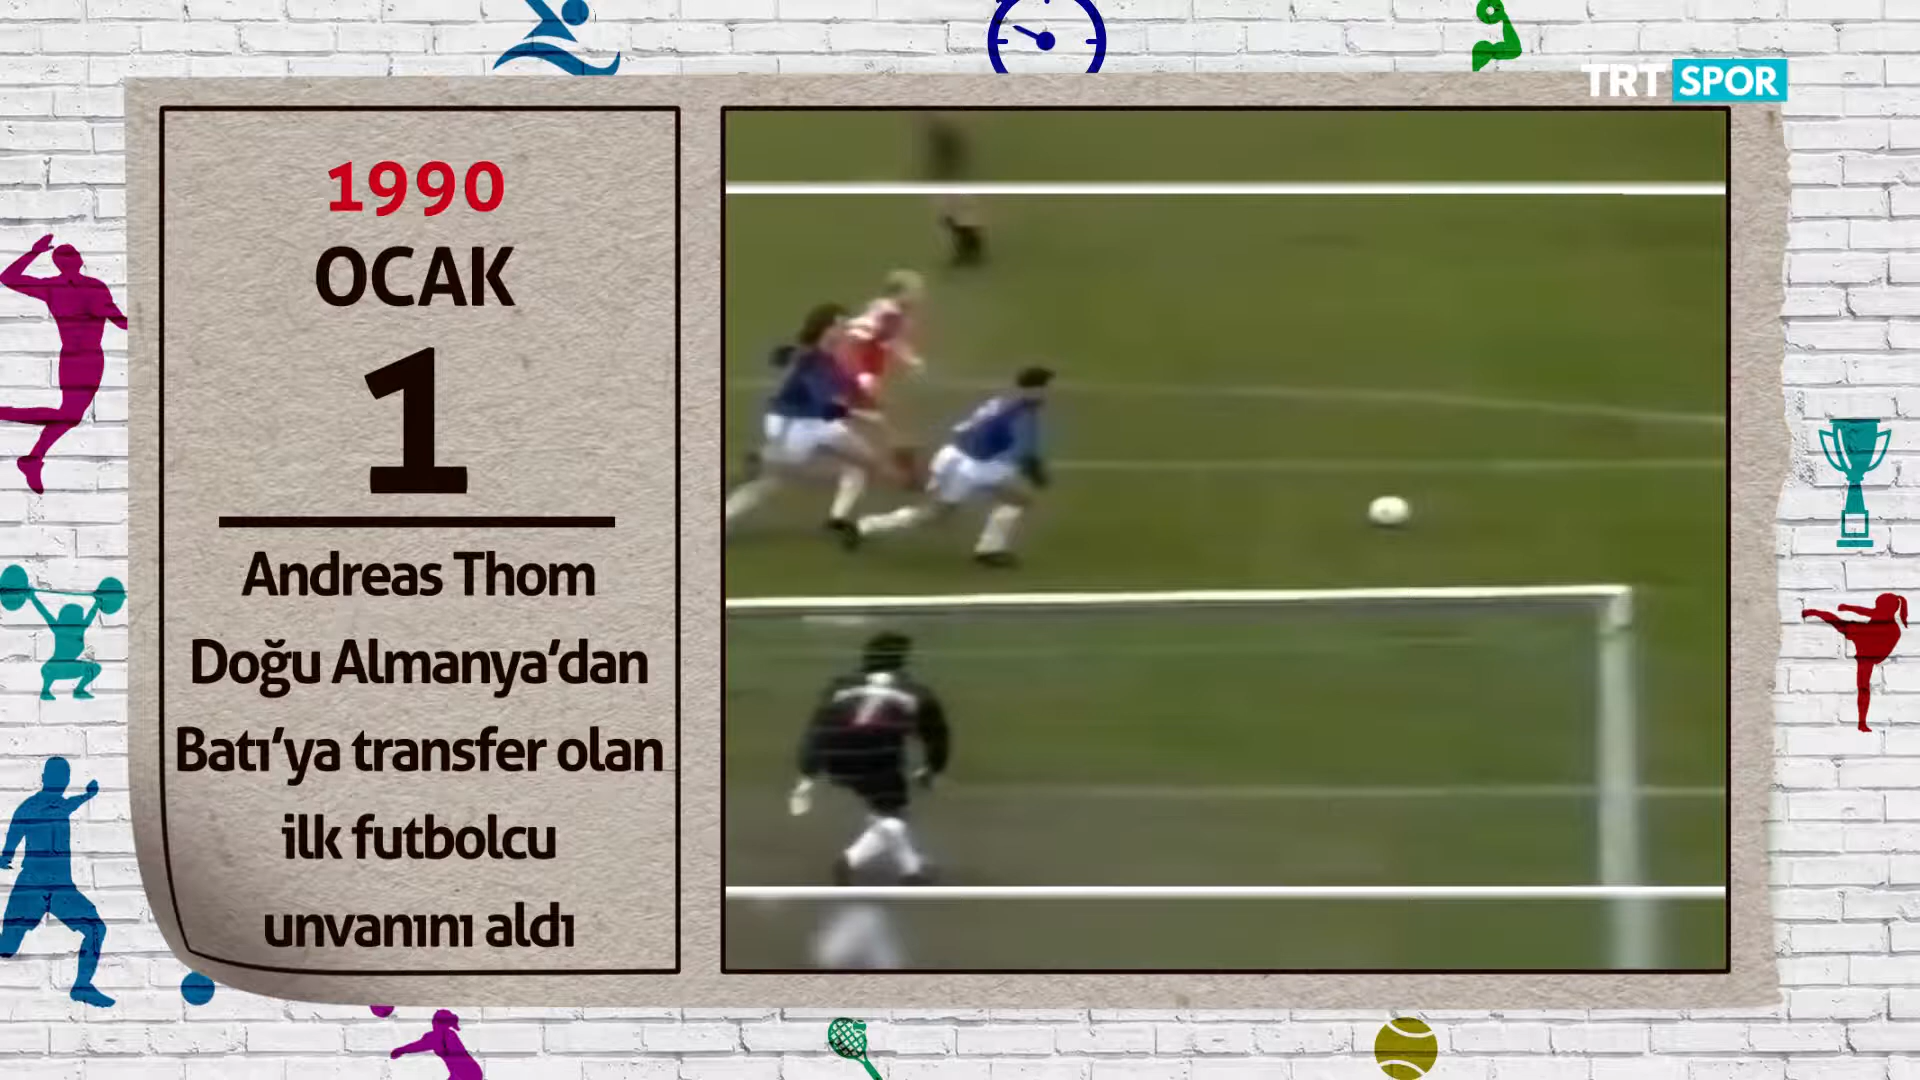 TRT SPOR
1990
OCAK
1
Andreas Thom
Doğu Almanya’dan
Batı’ya transfer olan
ilk futbolcu
unvanını aldı